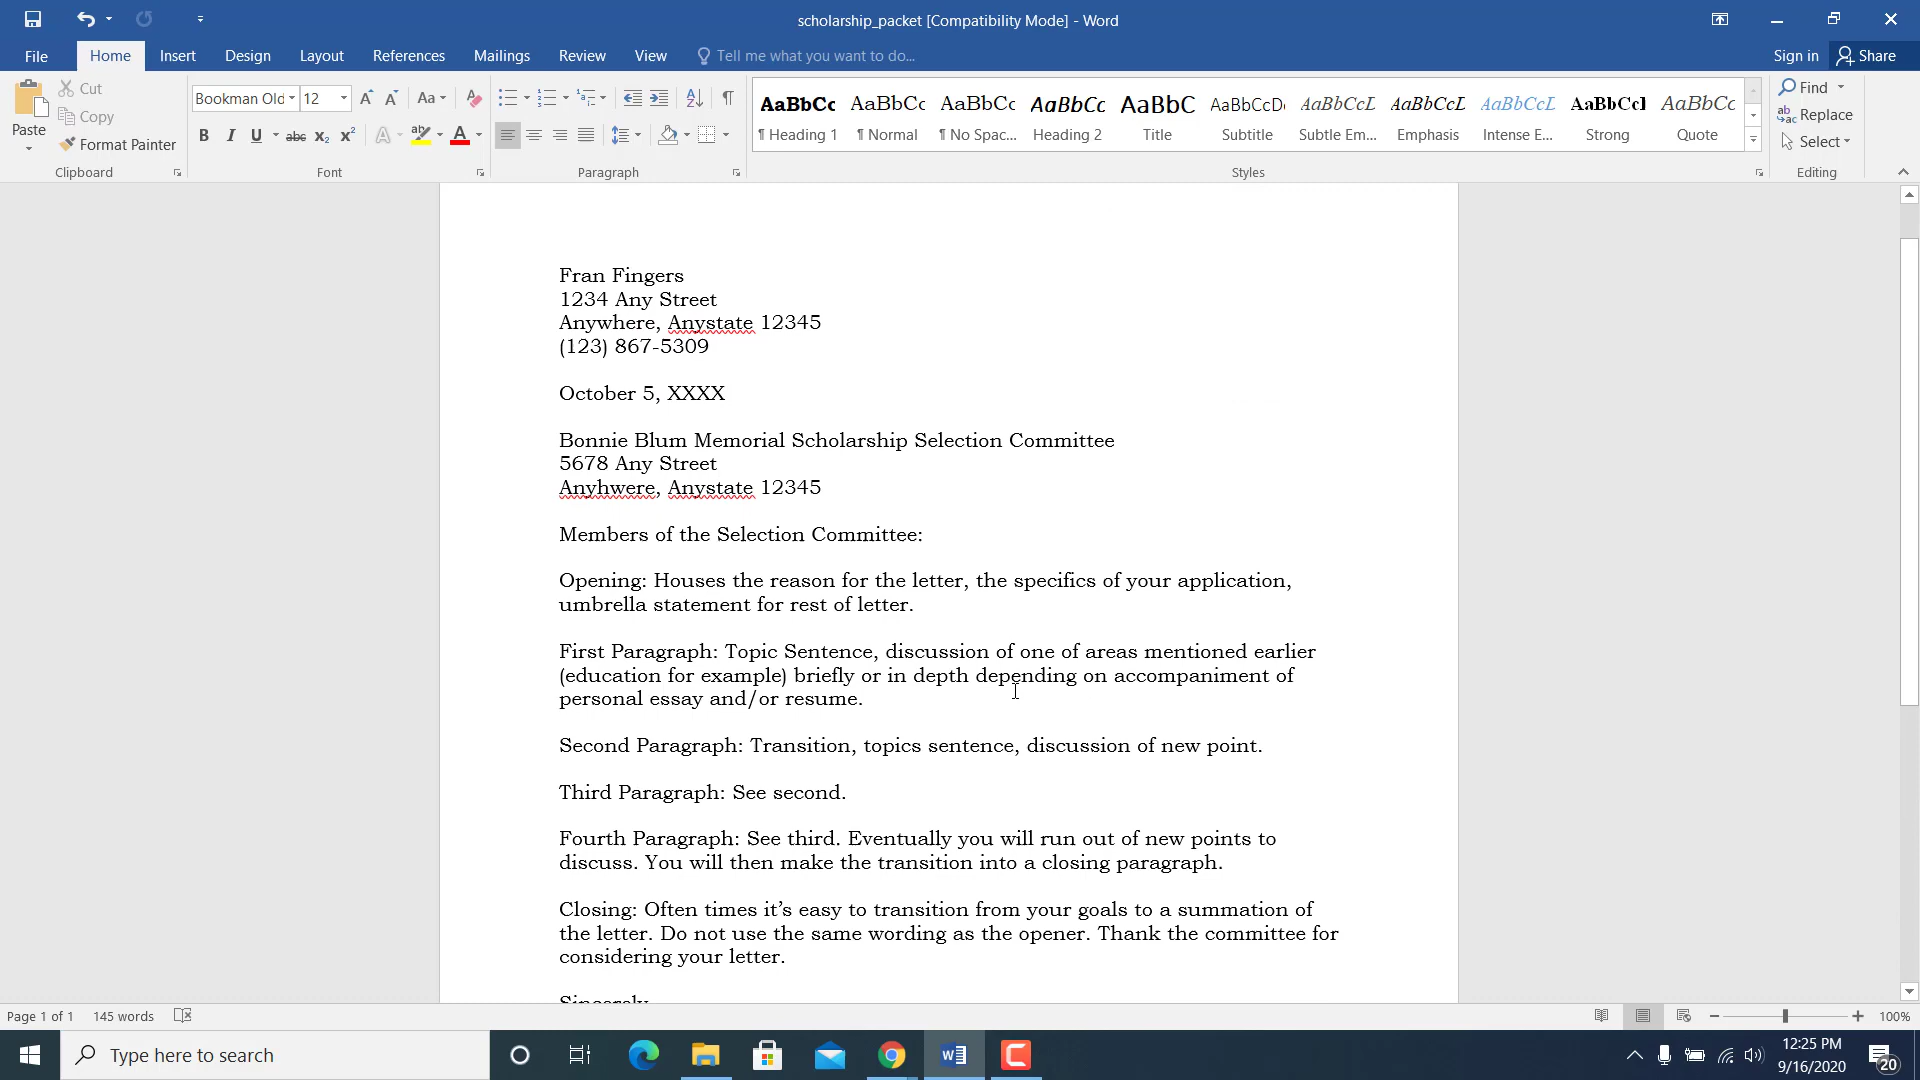 scholarship_packet [Compatibility Mode] - Word
File Home Insert Design Layout References Mailings Review View Tell me what you want to do... Sign in Share
Paste
Cut
Copy
Format Painter
Clipboard
Bookman Old 12
Font
Paragraph
AaBbCc AaBbCc AaBbCc AaBbCc AaBbC AaBbCcD AaBbCcL AaBbCcL AaBbCcL AaBbCcI AaBbCc
¶ Heading 1 ¶ Normal ¶ No Spac... Heading 2 Title Subtitle Subtle Em... Emphasis Intense E... Strong Quote
Styles
Find
Replace
Select
Editing
Fran Fingers
1234 Any Street
Anywhere, Anystate 12345
(123) 867-5309
October 5, XXXX
Bonnie Blum Memorial Scholarship Selection Committee
5678 Any Street
Anyhwere, Anystate 12345
Members of the Selection Committee:
Opening: Houses the reason for the letter, the specifics of your application,
umbrella statement for rest of letter.
First Paragraph: Topic Sentence, discussion of one of areas mentioned earlier
(education for example) briefly or in depth depending on accompaniment of
personal essay and/or resume.
Second Paragraph: Transition, topics sentence, discussion of new point.
Third Paragraph: See second.
Fourth Paragraph: See third. Eventually you will run out of new points to
discuss. You will then make the transition into a closing paragraph.
Closing: Often times it’s easy to transition from your goals to a summation of
the letter. Do not use the same wording as the opener. Thank the committee for
considering your letter.
Sincerely
Page 1 of 1 145 words 100%
Type here to search
12:25 PM
9/16/2020
20